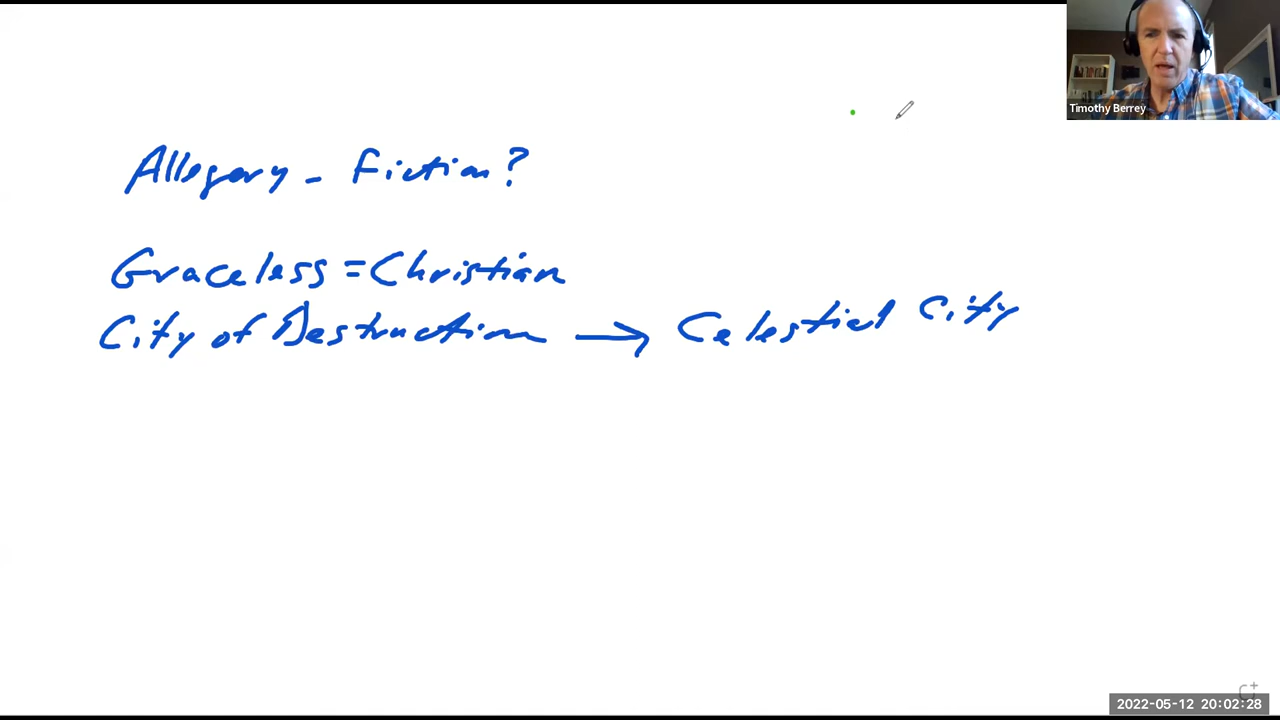 Timothy Berrey
Allegory - Fiction?
Graceless = Christian
City of Destruction → Celestial City
2022-05-12 20:02:28